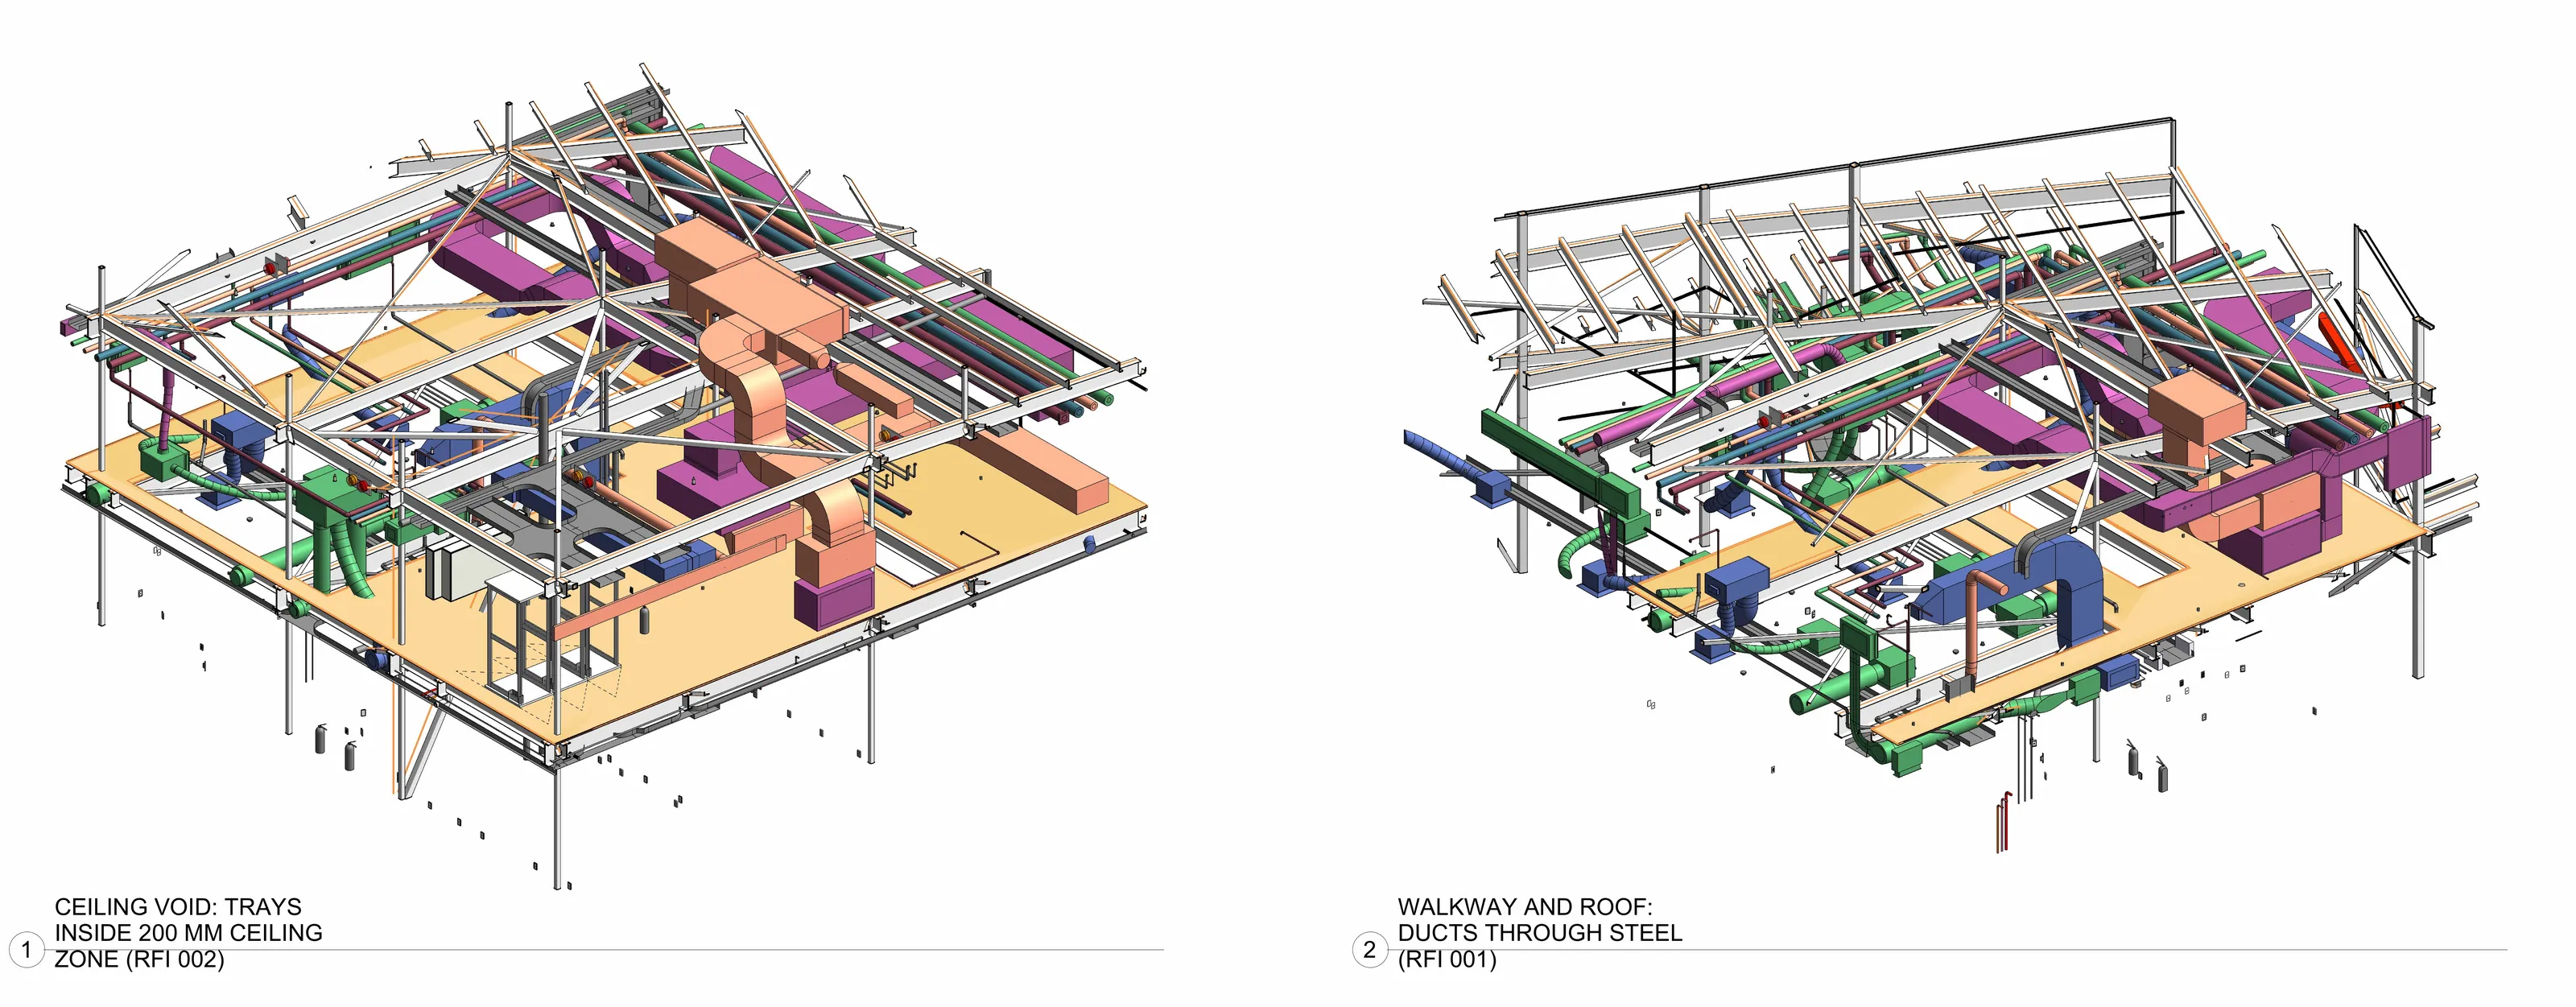 CEILING VOID: TRAYS
INSIDE 200 MM CEILING
1 ZONE (RFI 002)
WALKWAY AND ROOF:
DUCTS THROUGH STEEL
2 (RFI 001)